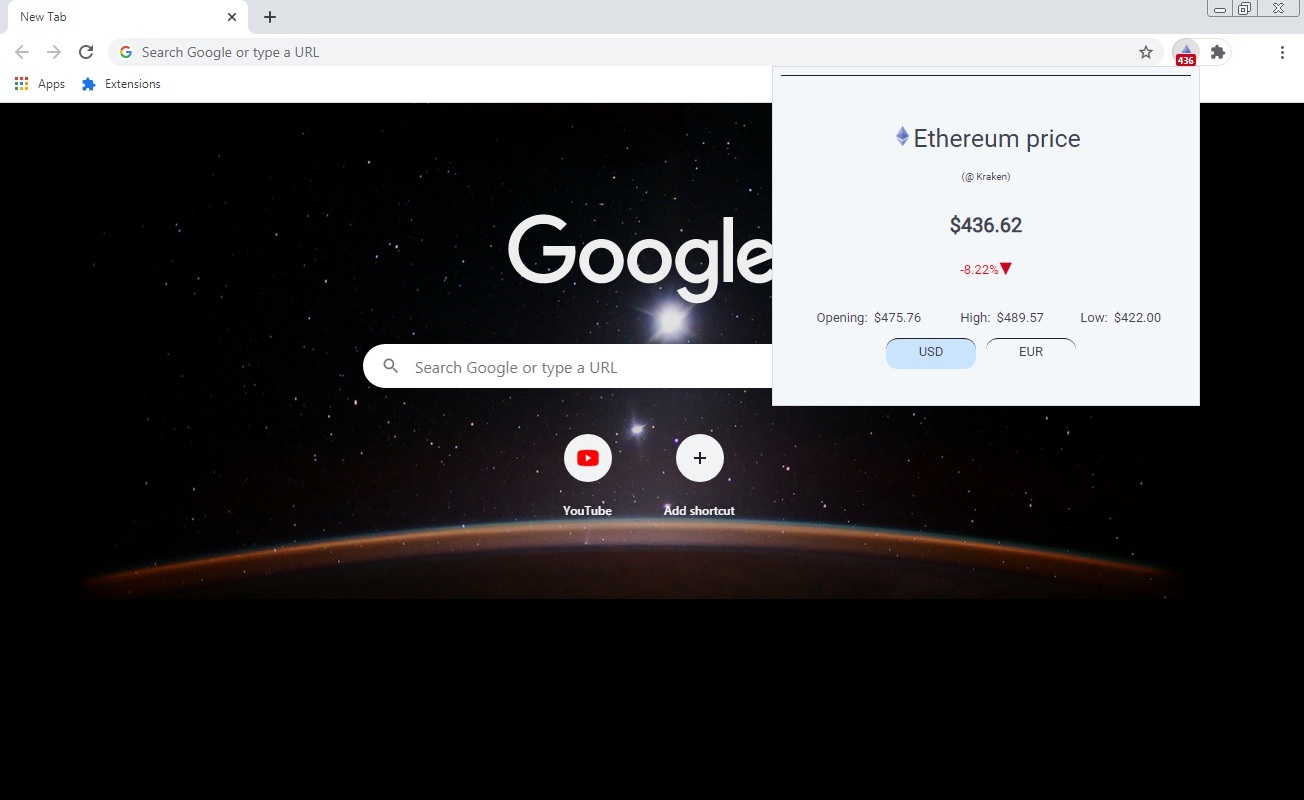 New Tab
Search Google or type a URL
436
Apps
Extensions
Ethereum price
(@ Kraken)
$436.62
-8.22%▼
Opening: $475.76 High: $489.57 Low: $422.00
USD EUR
Google
Search Google or type a URL
YouTube
Add shortcut